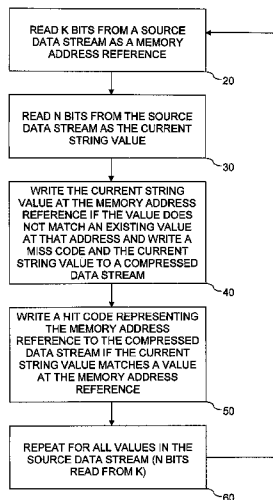 READ K BITS FROM A SOURCE
DATA STREAM AS A MEMORY
ADDRESS REFERENCE
20
READ N BITS FROM THE SOURCE
DATA STREAM AS THE CURRENT
STRING VALUE
30
WRITE THE CURRENT STRING
VALUE AT THE MEMORY ADDRESS
REFERENCE IF THE VALUE DOES
NOT MATCH AN EXISTING VALUE
AT THAT ADDRESS AND WRITE A
MISS CODE AND THE CURRENT
STRING VALUE TO A COMPRESSED
DATA STREAM
40
WRITE A HIT CODE REPRESENTING
THE MEMORY ADDRESS
REFERENCE TO THE COMPRESSED
DATA STREAM IF THE CURRENT
STRING VALUE MATCHES A VALUE
AT THE MEMORY ADDRESS
REFERENCE
50
REPEAT FOR ALL VALUES IN THE
SOURCE DATA STREAM (N BITS
READ FROM K)
60